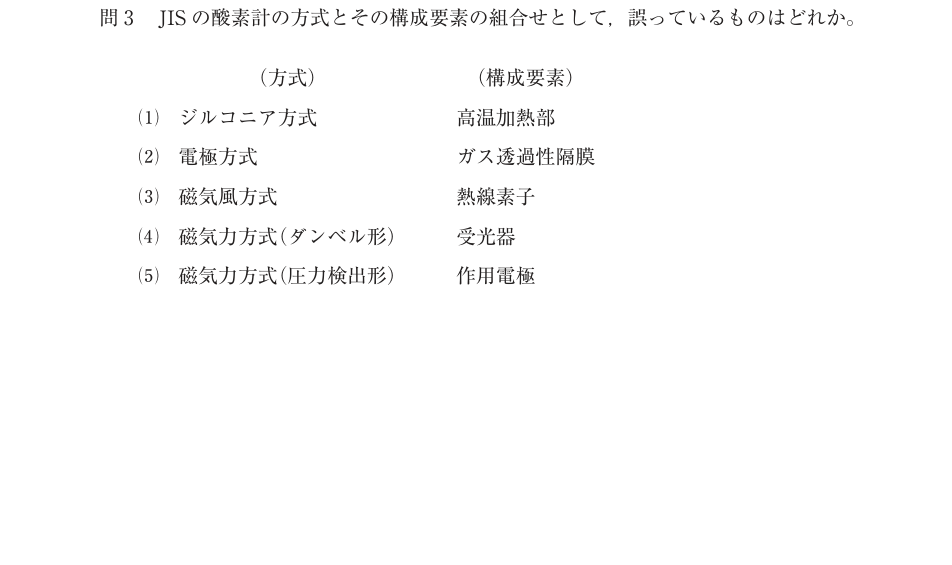 問3 JISの酸素計の方式とその構成要素の組合せとして，誤っているものはどれか。
（方式） （構成要素）
(1) ジルコニア方式 高温加熱部
(2) 電極方式 ガス透過性隔膜
(3) 磁気風方式 熱線素子
(4) 磁気力方式(ダンベル形) 受光器
(5) 磁気力方式(圧力検出形) 作用電極